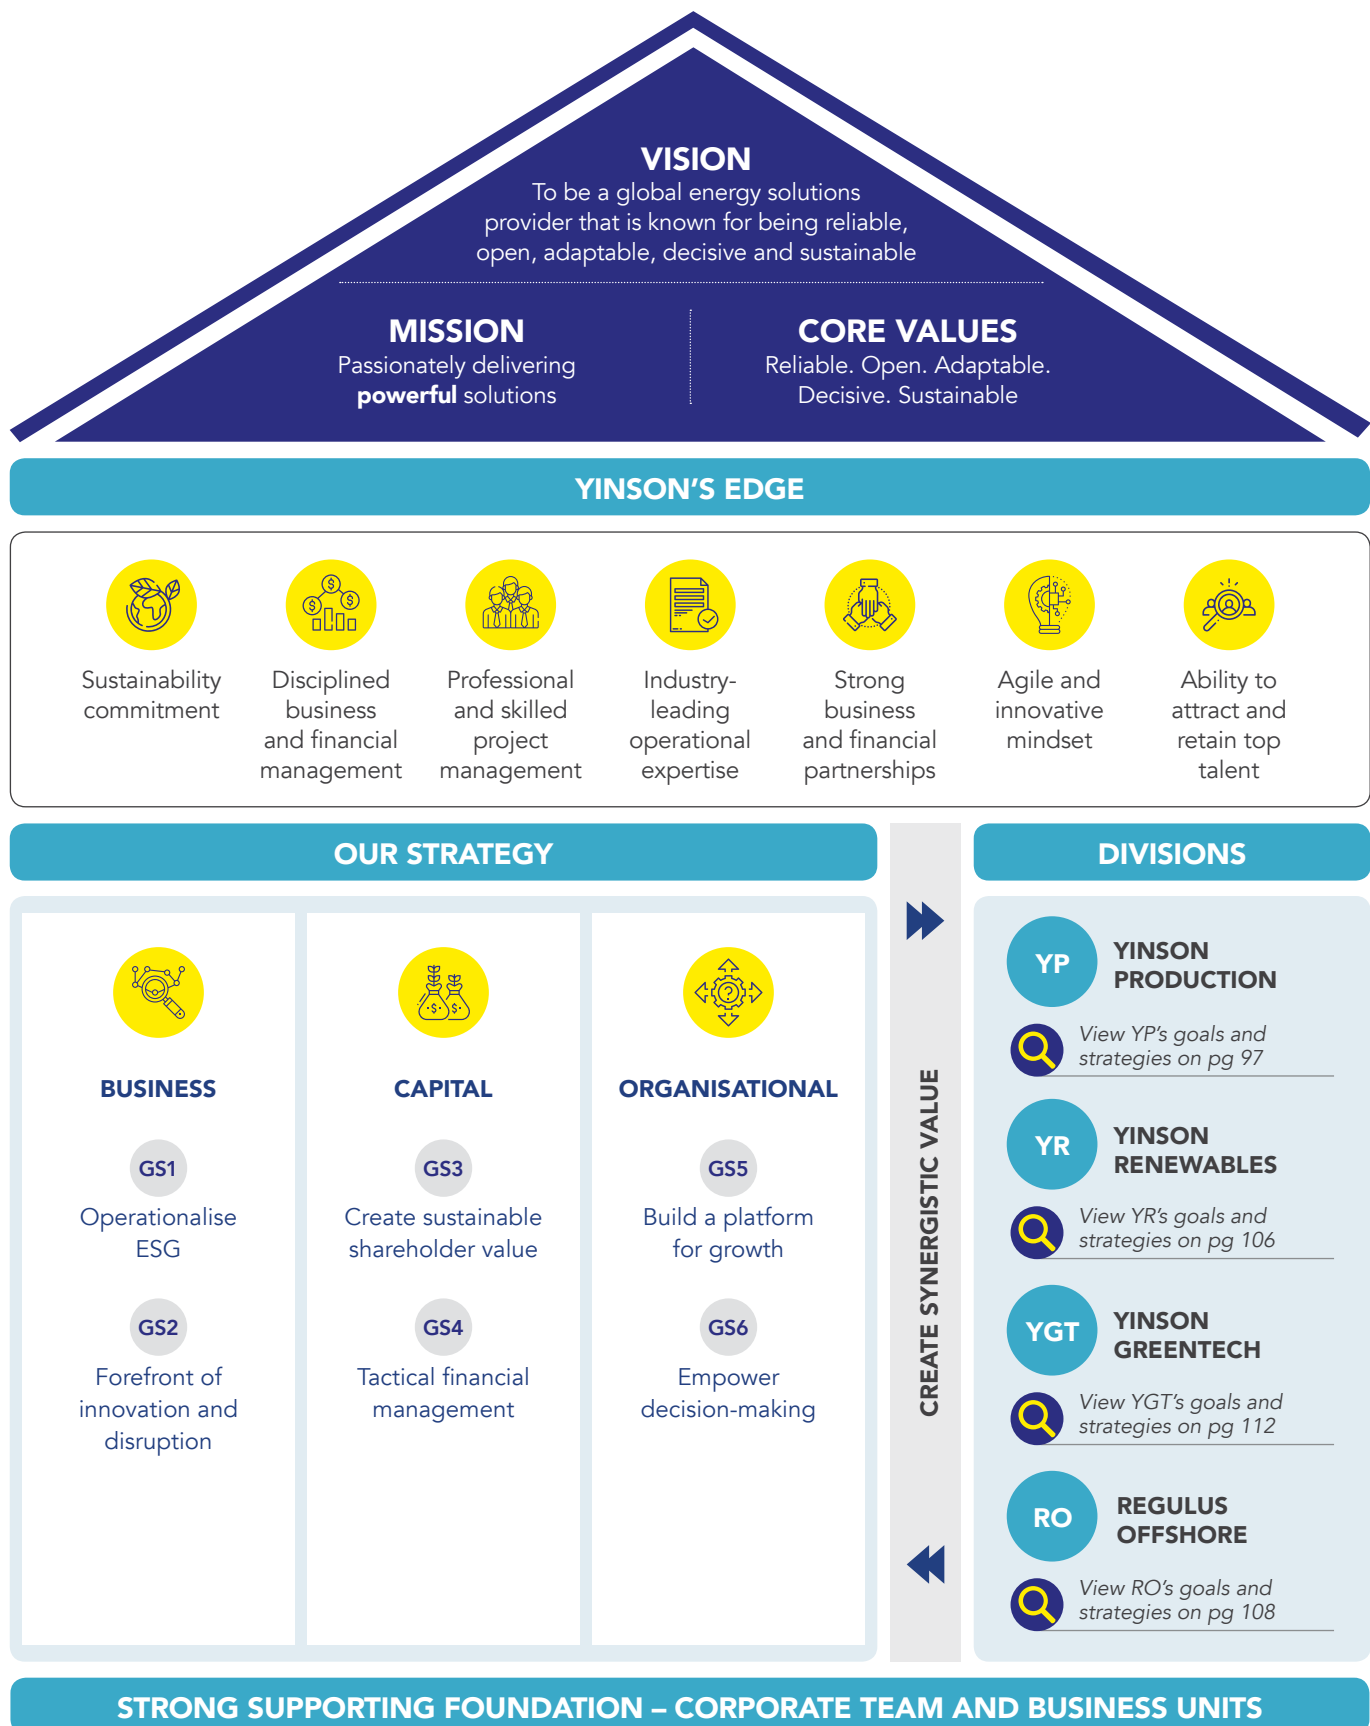 VISION
To be a global energy solutions
provider that is known for being reliable,
open, adaptable, decisive and sustainable
MISSION
Passionately delivering
powerful solutions
CORE VALUES
Reliable. Open. Adaptable.
Decisive. Sustainable
YINSON'S EDGE
Sustainability
commitment
Disciplined
business
and financial
management
Professional
and skilled
project
management
Industry-
leading
operational
expertise
Strong
business
and financial
partnerships
Agile and
innovative
mindset
Ability to
attract and
retain top
talent
OUR STRATEGY
BUSINESS
GS1
Operationalise
ESG
GS2
Forefront of
innovation and
disruption
CAPITAL
GS3
Create sustainable
shareholder value
GS4
Tactical financial
management
ORGANISATIONAL
GS5
Build a platform
for growth
GS6
Empower
decision-making
CREATE SYNERGISTIC VALUE
DIVISIONS
YP
YINSON
PRODUCTION
View YP's goals and
strategies on pg 97
YR
YINSON
RENEWABLES
View YR's goals and
strategies on pg 106
YGT
YINSON
GREENTECH
View YGT's goals and
strategies on pg 112
RO
REGULUS
OFFSHORE
View RO's goals and
strategies on pg 108
STRONG SUPPORTING FOUNDATION – CORPORATE TEAM AND BUSINESS UNITS